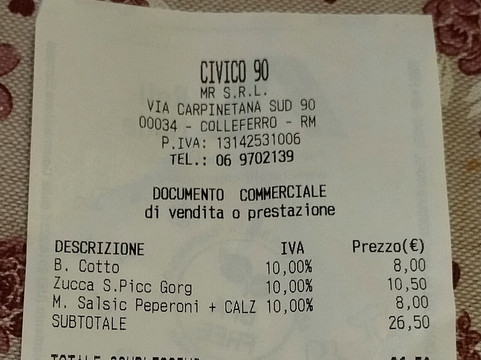 CIVICO 90
MR S.R.L.
VIA CARPINETANA SUD 90
00034 - COLLEFERRO - RM
P.IVA: 13142531006
TEL.: 06 9702139
DOCUMENTO COMMERCIALE
di vendita o prestazione
DESCRIZIONE IVA Prezzo(€)
B. Cotto 10,00% 8,00
Zucca S.Picc Gorg 10,00% 10,50
M. Salsic Peperoni + CALZ 10,00% 8,00
SUBTOTALE 26,50